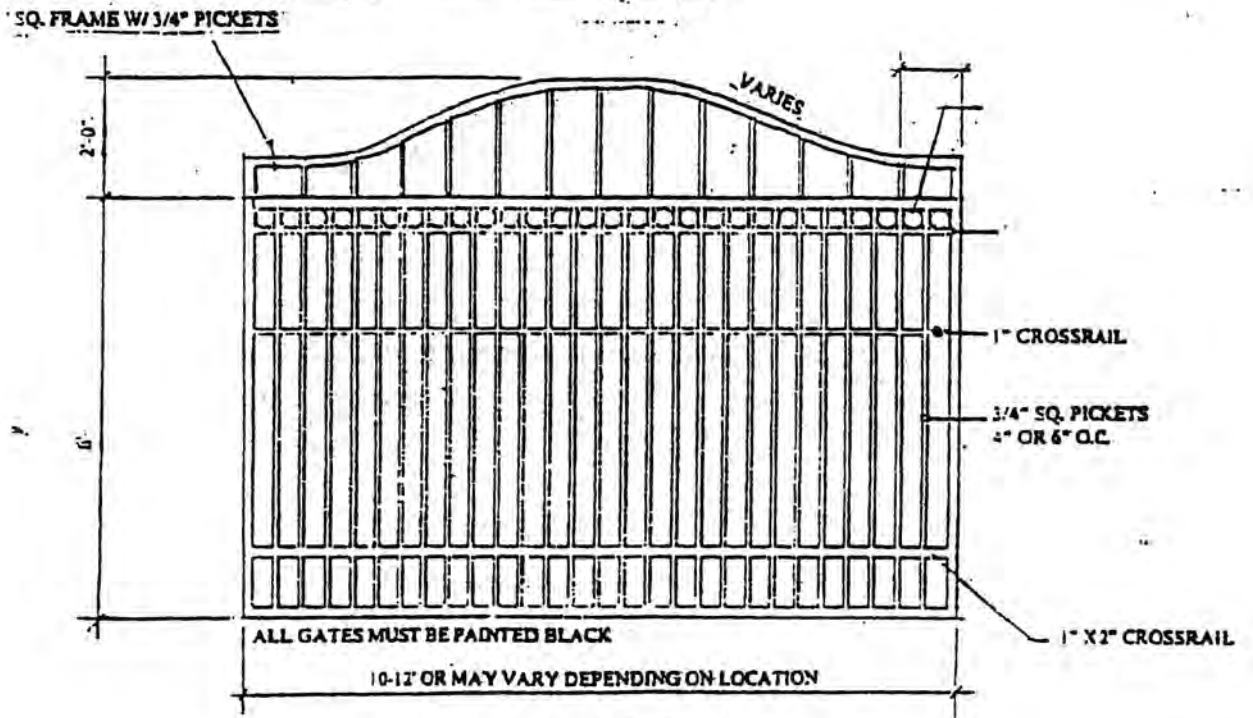 SQ. FRAME W/ 3/4" PICKETS
VARIES
2'-0"
1" CROSSRAIL
3/4" SQ. PICKETS
4" OR 6" O.C.
6'
1" X 2" CROSSRAIL
ALL GATES MUST BE PAINTED BLACK
10-12' OR MAY VARY DEPENDING ON LOCATION